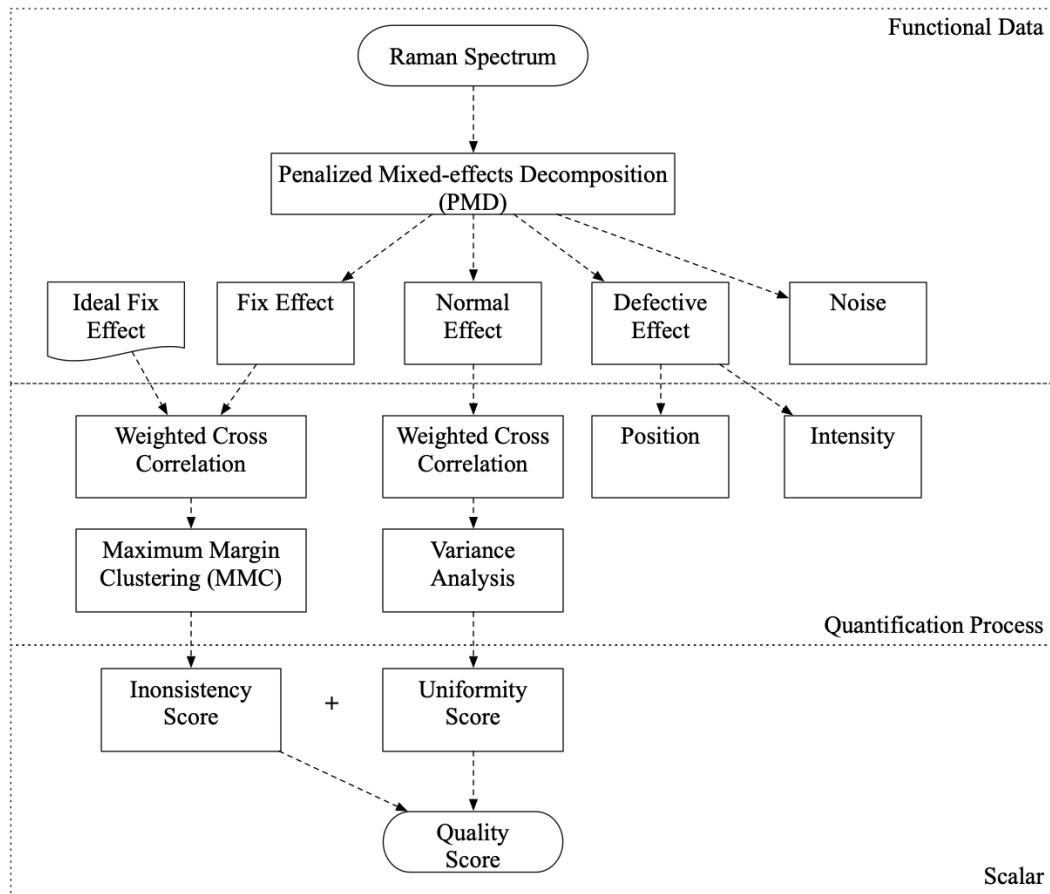 Functional Data
Raman Spectrum
Penalized Mixed-effects Decomposition
(PMD)
Ideal Fix
Effect
Fix Effect
Normal
Effect
Defective
Effect
Noise
Weighted Cross
Correlation
Weighted Cross
Correlation
Position
Intensity
Maximum Margin
Clustering (MMC)
Variance
Analysis
Quantification Process
Inonsistency
Score
+
Uniformity
Score
Quality
Score
Scalar